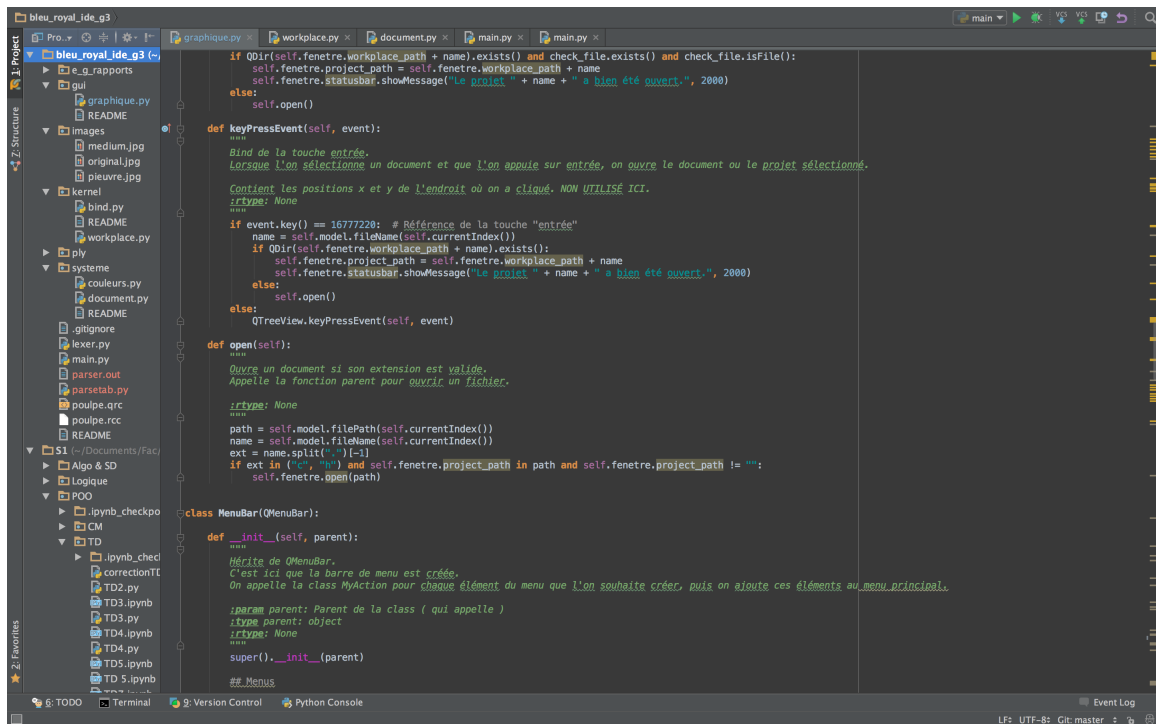 bleu_royal_ide_g3
main
VCS
VCS
1: Project
Z: Structure
2: Favorites
Pro..
graphique.py
workplace.py
document.py
main.py
main.py
bleu_royal_ide_g3 (~/
e_g_rapports
gui
graphique.py
README
images
medium.jpg
original.jpg
pieuvre.jpg
kernel
bind.py
README
workplace.py
ply
systeme
couleurs.py
document.py
README
.gitignore
lexer.py
main.py
parser.out
parsetab.py
poulpe.qrc
poulpe.rcc
README
S1 (~/Documents/Fac/
Algo & SD
Logique
POO
.ipynb_checkpo
CM
TD
.ipynb_checl
correctionTD
TD2.py
TD3.ipynb
TD3.py
TD4.ipynb
TD4.py
TD5.ipynb
TD 5.ipynb
if QDir(self.fenetre.workplace_path + name).exists() and check_file.exists() and check_file.isFile():
self.fenetre.project_path = self.fenetre.workplace_path + name
self.fenetre.statusbar.showMessage("Le projet " + name + " a bien été ouvert.", 2000)
else:
self.open()
def keyPressEvent(self, event):
"""
Bind de la touche entrée.
Lorsque l'on sélectionne un document et que l'on appuie sur entrée, on ouvre le document ou le projet sélectionné.
Contient les positions x et y de l'endroit où on a cliqué. NON UTILISÉ ICI.
:rtype: None
"""
if event.key() == 16777220:  # Référence de la touche "entrée"
name = self.model.fileName(self.currentIndex())
if QDir(self.fenetre.workplace_path + name).exists():
self.fenetre.project_path = self.fenetre.workplace_path + name
self.fenetre.statusbar.showMessage("Le projet " + name + " a bien été ouvert.", 2000)
else:
self.open()
else:
QTreeView.keyPressEvent(self, event)
def open(self):
"""
Ouvre un document si son extension est valide.
Appelle la fonction parent pour ouvrir un fichier.
:rtype: None
"""
path = self.model.filePath(self.currentIndex())
name = self.model.fileName(self.currentIndex())
ext = name.split(".")[-1]
if ext in ("c", "h") and self.fenetre.project_path in path and self.fenetre.project_path != "":
self.fenetre.open(path)
class MenuBar(QMenuBar):
def __init__(self, parent):
"""
Hérite de QMenuBar.
C'est ici que la barre de menu est créée.
On appelle la class MyAction pour chaque élément du menu que l'on souhaite créer, puis on ajoute ces éléments au menu principal.
:param parent: Parent de la class ( qui appelle )
:type parent: object
:rtype: None
"""
super().__init__(parent)
## Menus
6: TODO
Terminal
9: Version Control
Python Console
Event Log
LF÷ UTF-8÷ Git: master ÷